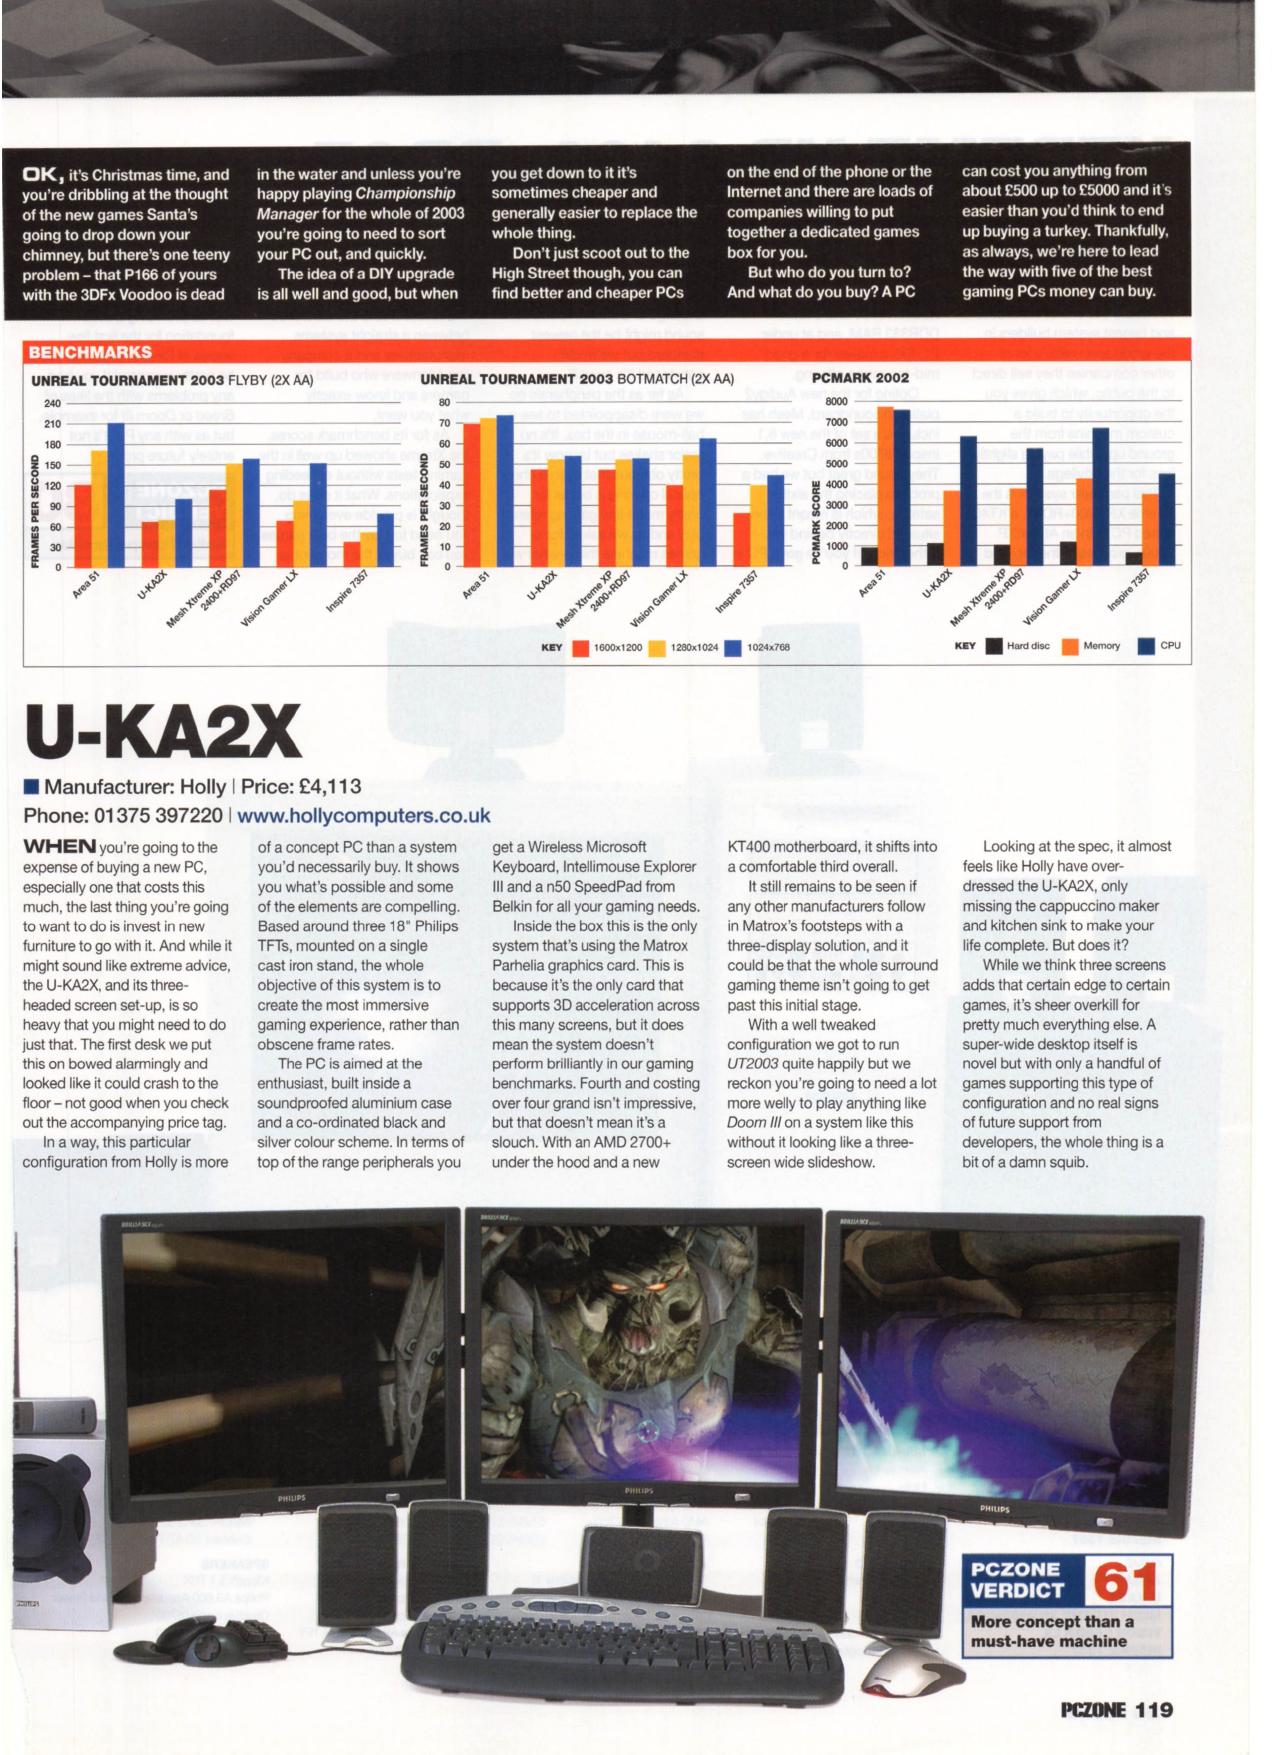 OK, it's Christmas time, and
you're dribbling at the thought
of the new games Santa's
going to drop down your
chimney, but there's one teeny
problem – that P166 of yours
with the 3DFx Voodoo is dead
in the water and unless you're
happy playing Championship
Manager for the whole of 2003
you're going to need to sort
your PC out, and quickly.
The idea of a DIY upgrade
is all well and good, but when
you get down to it it's
sometimes cheaper and
generally easier to replace the
whole thing.
Don't just scoot out to the
High Street though, you can
find better and cheaper PCs
on the end of the phone or the
Internet and there are loads of
companies willing to put
together a dedicated games
box for you.
But who do you turn to?
And what do you buy? A PC
can cost you anything from
about £500 up to £5000 and it's
easier than you'd think to end
up buying a turkey. Thankfully,
as always, we're here to lead
the way with five of the best
gaming PCs money can buy.
BENCHMARKS
UNREAL TOURNAMENT 2003 FLYBY (2X AA)
FRAMES PER SECOND
240
210
180
150
120
90
60
30
0
Area 51
U-KA2X
Mesh Xtreme XP
2400+RD97
Vision Gamer LX
Inspire 7357
UNREAL TOURNAMENT 2003 BOTMATCH (2X AA)
FRAMES PER SECOND
80
70
60
50
40
30
20
10
0
Area 51
U-KA2X
Mesh Xtreme XP
2400+RD97
Vision Gamer LX
Inspire 7357
KEY 1600x1200 1280x1024 1024x768
PCMARK 2002
PCMARK SCORE
8000
7000
6000
5000
4000
3000
2000
1000
0
Area 51
U-KA2X
Mesh Xtreme XP
2400+RD97
Vision Gamer LX
Inspire 7357
KEY Hard disc Memory CPU
U-KA2X
Manufacturer: Holly | Price: £4,113
Phone: 01375 397220 | www.hollycomputers.co.uk
WHEN you're going to the
expense of buying a new PC,
especially one that costs this
much, the last thing you're going
to want to do is invest in new
furniture to go with it. And while it
might sound like extreme advice,
the U-KA2X, and its three-
headed screen set-up, is so
heavy that you might need to do
just that. The first desk we put
this on bowed alarmingly and
looked like it could crash to the
floor – not good when you check
out the accompanying price tag.
In a way, this particular
configuration from Holly is more
of a concept PC than a system
you'd necessarily buy. It shows
you what's possible and some
of the elements are compelling.
Based around three 18" Philips
TFTs, mounted on a single
cast iron stand, the whole
objective of this system is to
create the most immersive
gaming experience, rather than
obscene frame rates.
The PC is aimed at the
enthusiast, built inside a
soundproofed aluminium case
and a co-ordinated black and
silver colour scheme. In terms of
top of the range peripherals you
get a Wireless Microsoft
Keyboard, Intellimouse Explorer
III and a n50 SpeedPad from
Belkin for all your gaming needs.
Inside the box this is the only
system that's using the Matrox
Parhelia graphics card. This is
because it's the only card that
supports 3D acceleration across
this many screens, but it does
mean the system doesn't
perform brilliantly in our gaming
benchmarks. Fourth and costing
over four grand isn't impressive,
but that doesn't mean it's a
slouch. With an AMD 2700+
under the hood and a new
KT400 motherboard, it shifts into
a comfortable third overall.
It still remains to be seen if
any other manufacturers follow
in Matrox's footsteps with a
three-display solution, and it
could be that the whole surround
gaming theme isn't going to get
past this initial stage.
With a well tweaked
configuration we got to run
UT2003 quite happily but we
reckon you're going to need a lot
more welly to play anything like
Doom III on a system like this
without it looking like a three-
screen wide slideshow.
Looking at the spec, it almost
feels like Holly have over-
dressed the U-KA2X, only
missing the cappuccino maker
and kitchen sink to make your
life complete. But does it?
While we think three screens
adds that certain edge to certain
games, it's sheer overkill for
pretty much everything else. A
super-wide desktop itself is
novel but with only a handful of
games supporting this type of
configuration and no real signs
of future support from
developers, the whole thing is a
bit of a damn squib.
BRILLIANCE
BRILLIANCE
BRILLIANCE
PHILIPS
PHILIPS
PHILIPS
Microsoft
PCZONE
VERDICT
61
More concept than a
must-have machine
PCZONE 119